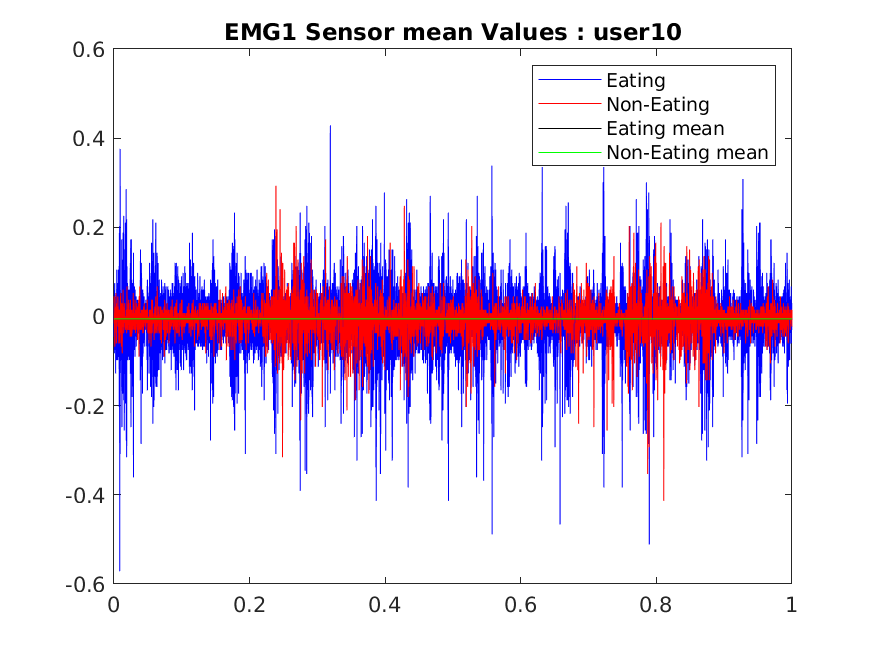 EMG1 Sensor mean Values : user10
0.6
Eating
Non-Eating
Eating mean
Non-Eating mean
0.4
0.2
0
-0.2
-0.4
-0.6
0 0.2 0.4 0.6 0.8 1